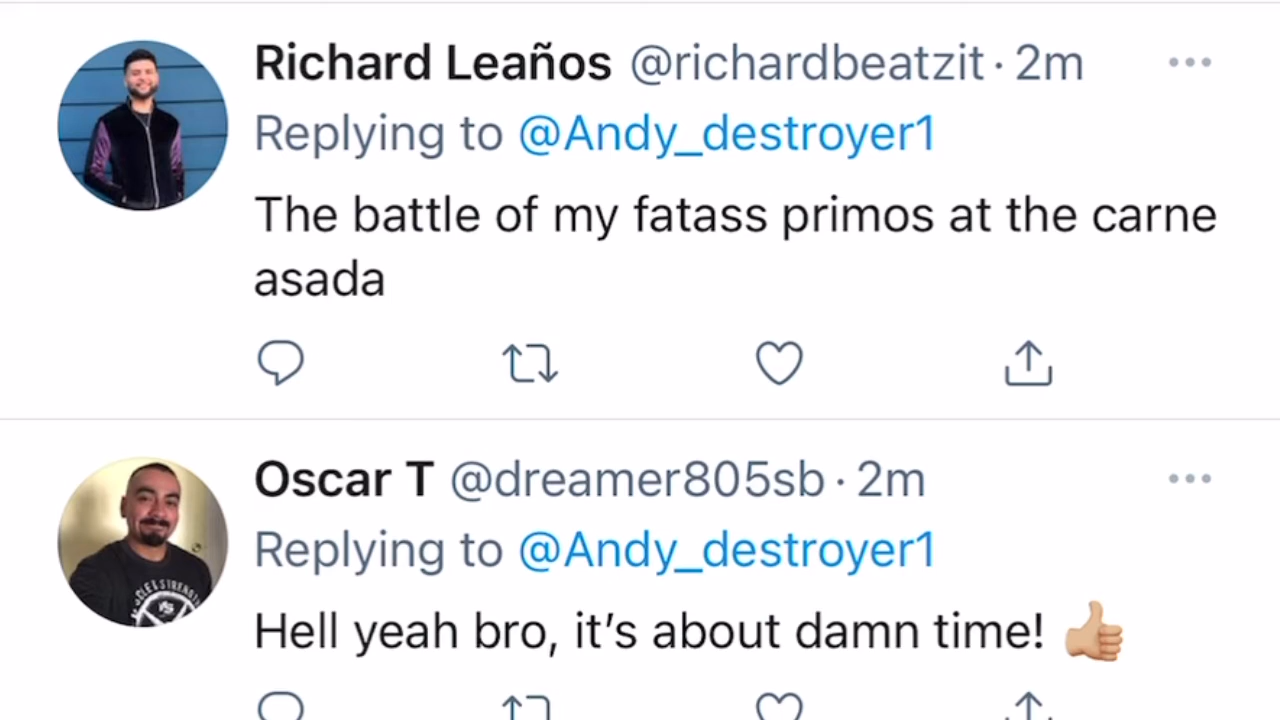 Richard Leaños @richardbeatzit · 2m
Replying to @Andy_destroyer1
The battle of my fatass primos at the carne
asada
Oscar T @dreamer805sb · 2m
Replying to @Andy_destroyer1
Hell yeah bro, it’s about damn time! 👍🏼